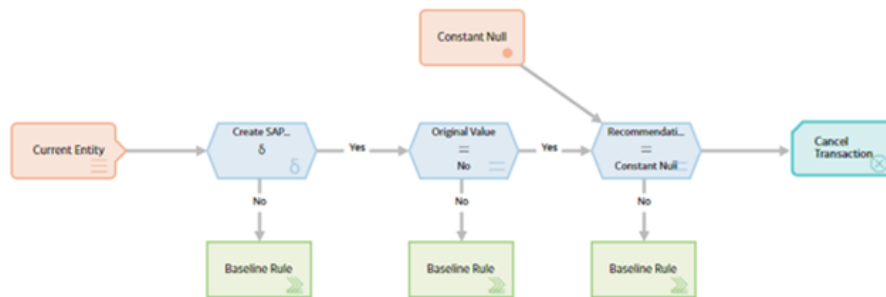 Constant Null
Current Entity
Create SAP...
δ
δ
Yes
Original Value
=
No
=
Yes
Recommendati...
=
Constant Null
=
Cancel
Transaction
No
No
No
Baseline Rule
Baseline Rule
Baseline Rule